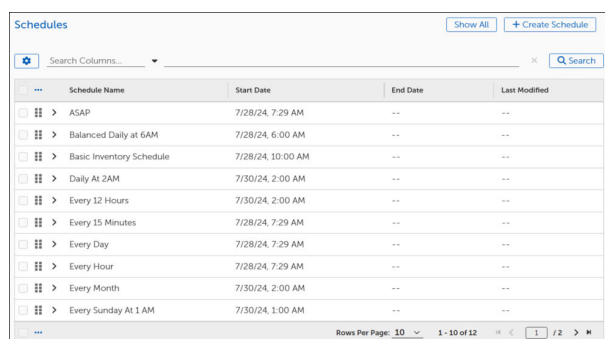 Schedules
Show All
+ Create Schedule
Search Columns...
Search
Schedule Name Start Date End Date Last Modified
ASAP 7/28/24, 7:29 AM -- --
Balanced Daily at 6AM 7/28/24, 6:00 AM -- --
Basic Inventory Schedule 7/28/24, 10:00 AM -- --
Daily At 2AM 7/30/24, 2:00 AM -- --
Every 12 Hours 7/30/24, 2:00 AM -- --
Every 15 Minutes 7/28/24, 7:29 AM -- --
Every Day 7/28/24, 7:29 AM -- --
Every Hour 7/28/24, 7:29 AM -- --
Every Month 7/30/24, 2:00 AM -- --
Every Sunday At 1 AM 7/30/24, 1:00 AM -- --
Rows Per Page: 10 1 - 10 of 12 1 / 2